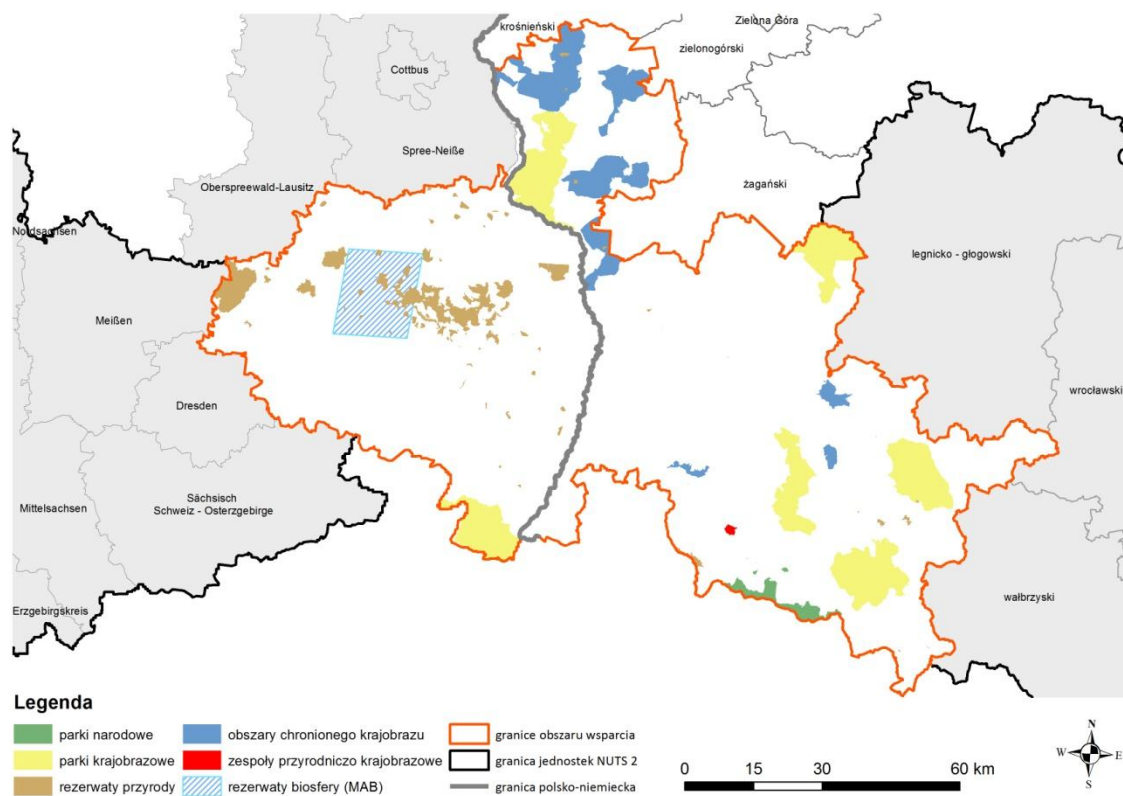 krośnieński
Zielona Góra
zielonogórski
Cottbus
Spree-Neiße
żagański
Oberspreewald-Lausitz
Nordsachsen
legnicko - głogowski
Meißen
wrocławski
Dresden
Mittelsachsen
Sächsisch
Schweiz - Osterzgebirge
wałbrzyski
Erzgebirgskreis
Legenda
parki narodowe
parki krajobrazowe
rezerwaty przyrody
obszary chronionego krajobrazu
zespoły przyrodniczo krajobrazowe
rezerwaty biosfery (MAB)
granice obszaru wsparcia
granica jednostek NUTS 2
granica polsko-niemiecka
0 15 30 60 km
N
W E
S